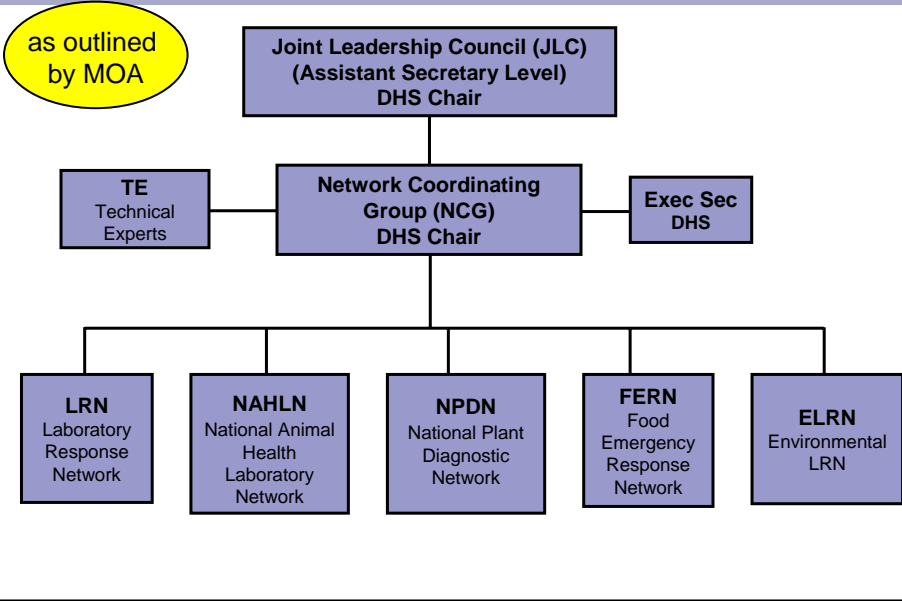 as outlined
by MOA
Joint Leadership Council (JLC)
(Assistant Secretary Level)
DHS Chair
TE
Technical
Experts
Network Coordinating
Group (NCG)
DHS Chair
Exec Sec
DHS
LRN
Laboratory
Response
Network
NAHLN
National Animal
Health
Laboratory
Network
NPDN
National Plant
Diagnostic
Network
FERN
Food
Emergency
Response
Network
ELRN
Environmental
LRN